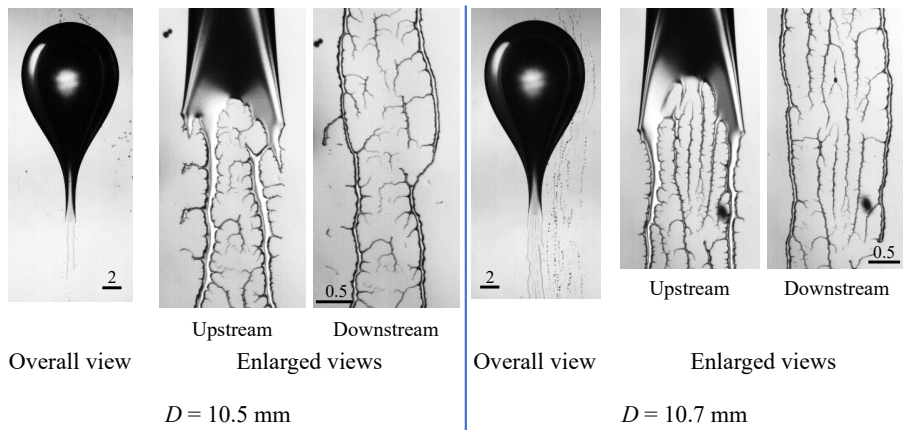 2
0.5
Upstream
Downstream
Overall view
Enlarged views
D = 10.5 mm
2
0.5
Upstream
Downstream
Overall view
Enlarged views
D = 10.7 mm